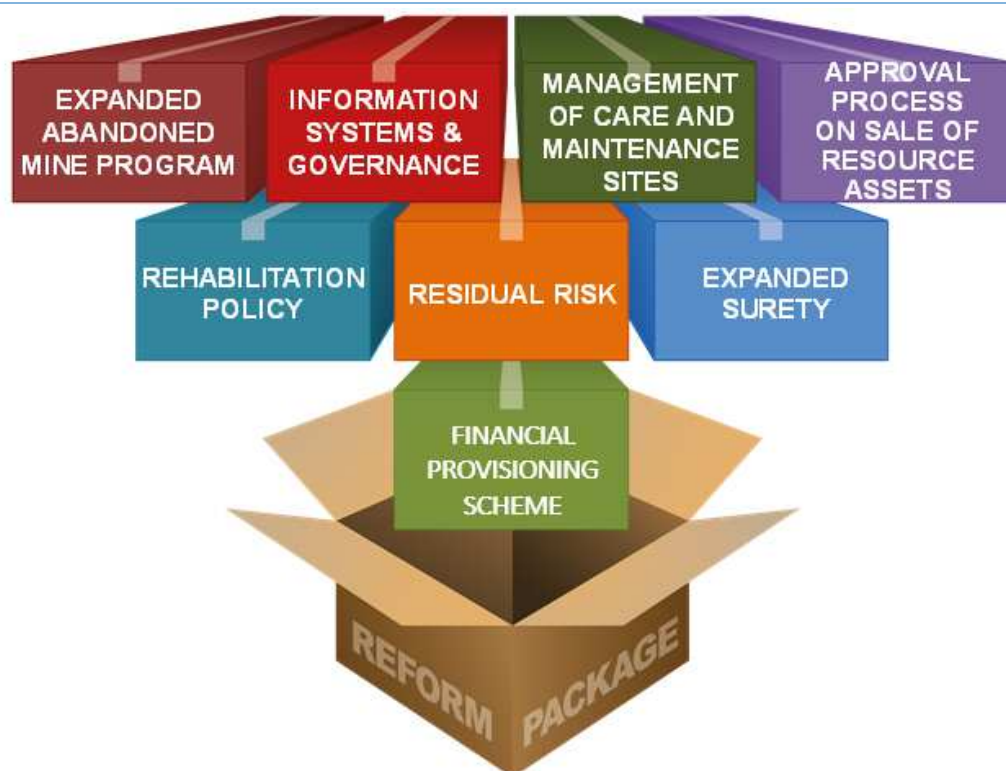 EXPANDED
ABANDONED
MINE PROGRAM
INFORMATION
SYSTEMS &
GOVERNANCE
MANAGEMENT
OF CARE AND
MAINTENANCE
SITES
APPROVAL
PROCESS
ON SALE OF
RESOURCE
ASSETS
REHABILITATION
POLICY
RESIDUAL RISK
EXPANDED
SURETY
FINANCIAL
PROVISIONING
SCHEME
REFORM
PACKAGE